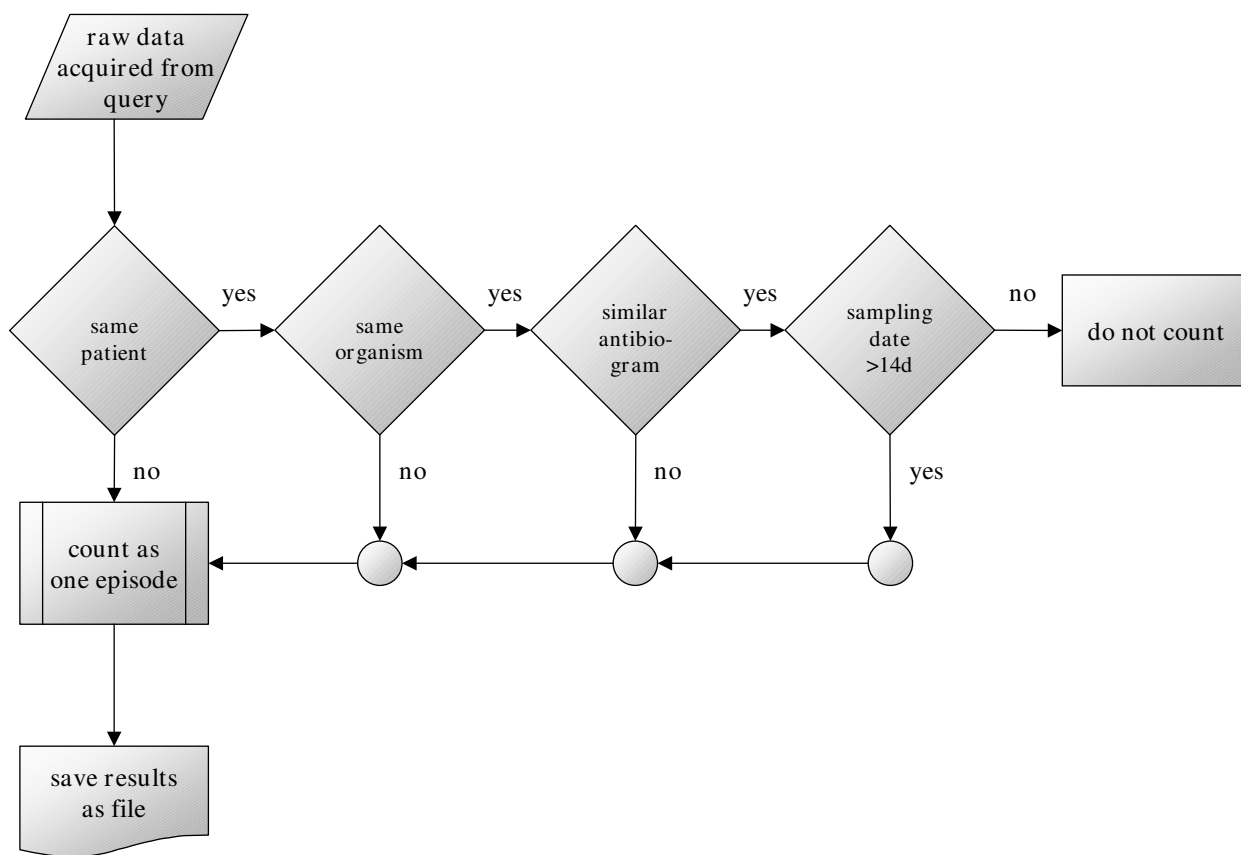 raw data
acquired from
query
yes
yes
yes
no
same
patient
same
organism
similar
antibio-
gram
sampling
date
>14d
do not count
no
no
no
yes
count as
one episode
save results
as file